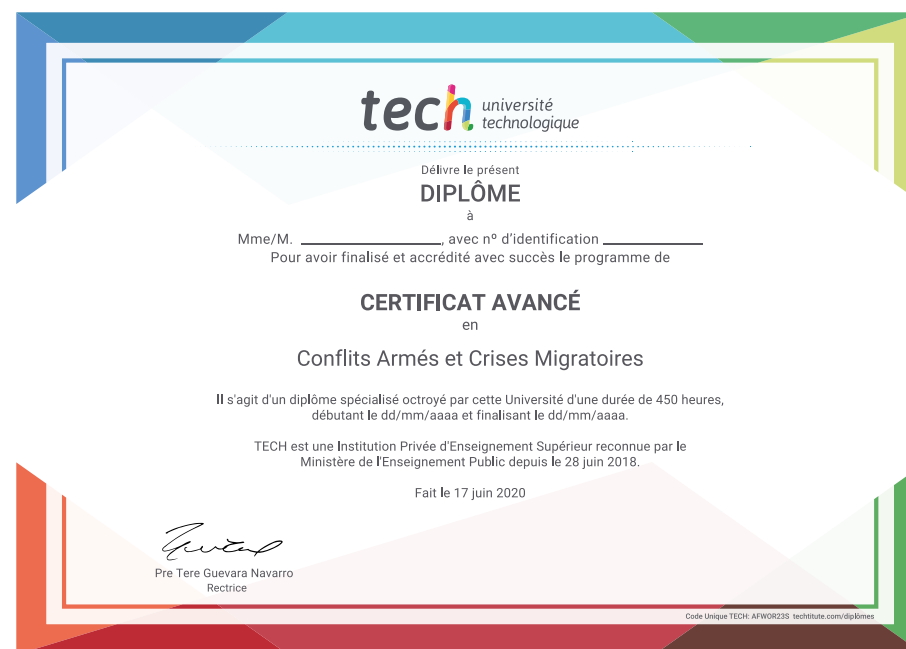 tech université
technologique
Délivre le présent
DIPLÔME
à
Mme/M. ____________________, avec nº d'identification ______________
Pour avoir finalisé et accrédité avec succès le programme de
CERTIFICAT AVANCÉ
en
Conflits Armés et Crises Migratoires
Il s'agit d'un diplôme spécialisé octroyé par cette Université d'une durée de 450 heures,
débutant le dd/mm/aaaa et finalisant le dd/mm/aaaa.
TECH est une Institution Privée d'Enseignement Supérieur reconnue par le
Ministère de l'Enseignement Public depuis le 28 juin 2018.
Fait le 17 juin 2020
Pre Tere Guevara Navarro
Rectrice
Code Unique TECH: AFWOR23S techtitute.com/diplômes